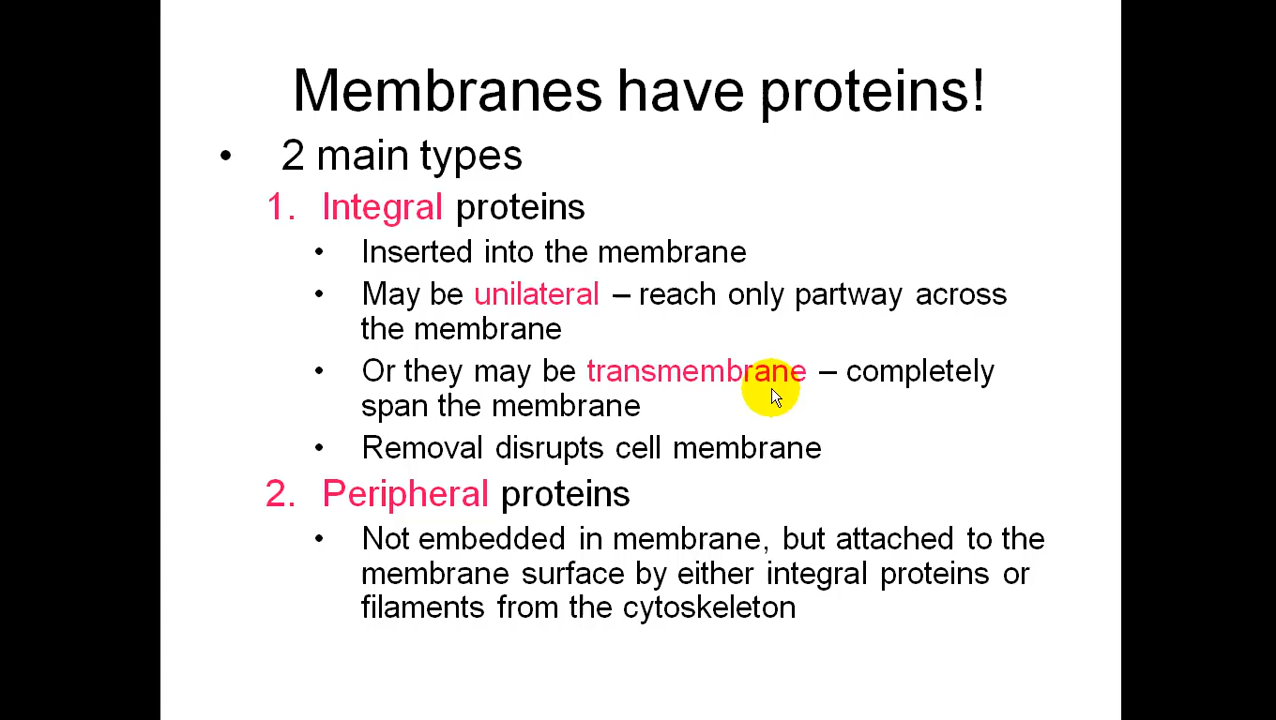 Membranes have proteins!
• 2 main types
1. Integral proteins
• Inserted into the membrane
• May be unilateral – reach only partway across
the membrane
• Or they may be transmembrane – completely
span the membrane
• Removal disrupts cell membrane
2. Peripheral proteins
• Not embedded in membrane, but attached to the
membrane surface by either integral proteins or
filaments from the cytoskeleton